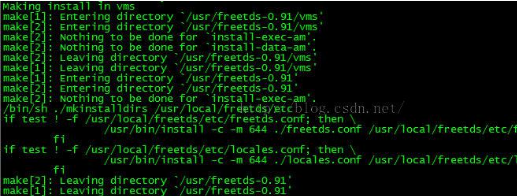 Making install in vms
make[1]: Entering directory `/usr/freetds-0.91/vms'
make[2]: Entering directory `/usr/freetds-0.91/vms'
make[2]: Nothing to be done for `install-exec-am'.
make[2]: Nothing to be done for `install-data-am'.
make[2]: Leaving directory `/usr/freetds-0.91/vms'
make[1]: Leaving directory `/usr/freetds-0.91/vms'
make[1]: Entering directory `/usr/freetds-0.91'
make[2]: Entering directory `/usr/freetds-0.91'
make[2]: Nothing to be done for `install-exec-am'.
/bin/sh ./mkinstalldirs /usr/local/freetds/etc
blog.csdn.net/
if test ! -f /usr/local/freetds/etc/freetds.conf; then \
/usr/bin/install -c -m 644 ./freetds.conf /usr/local/freetds/etc/f
fi
if test ! -f /usr/local/freetds/etc/locales.conf; then \
/usr/bin/install -c -m 644 ./locales.conf /usr/local/freetds/etc/l
fi
make[2]: Leaving directory `/usr/freetds-0.91'
make[1]: Leaving directory `/usr/freetds-0.91'